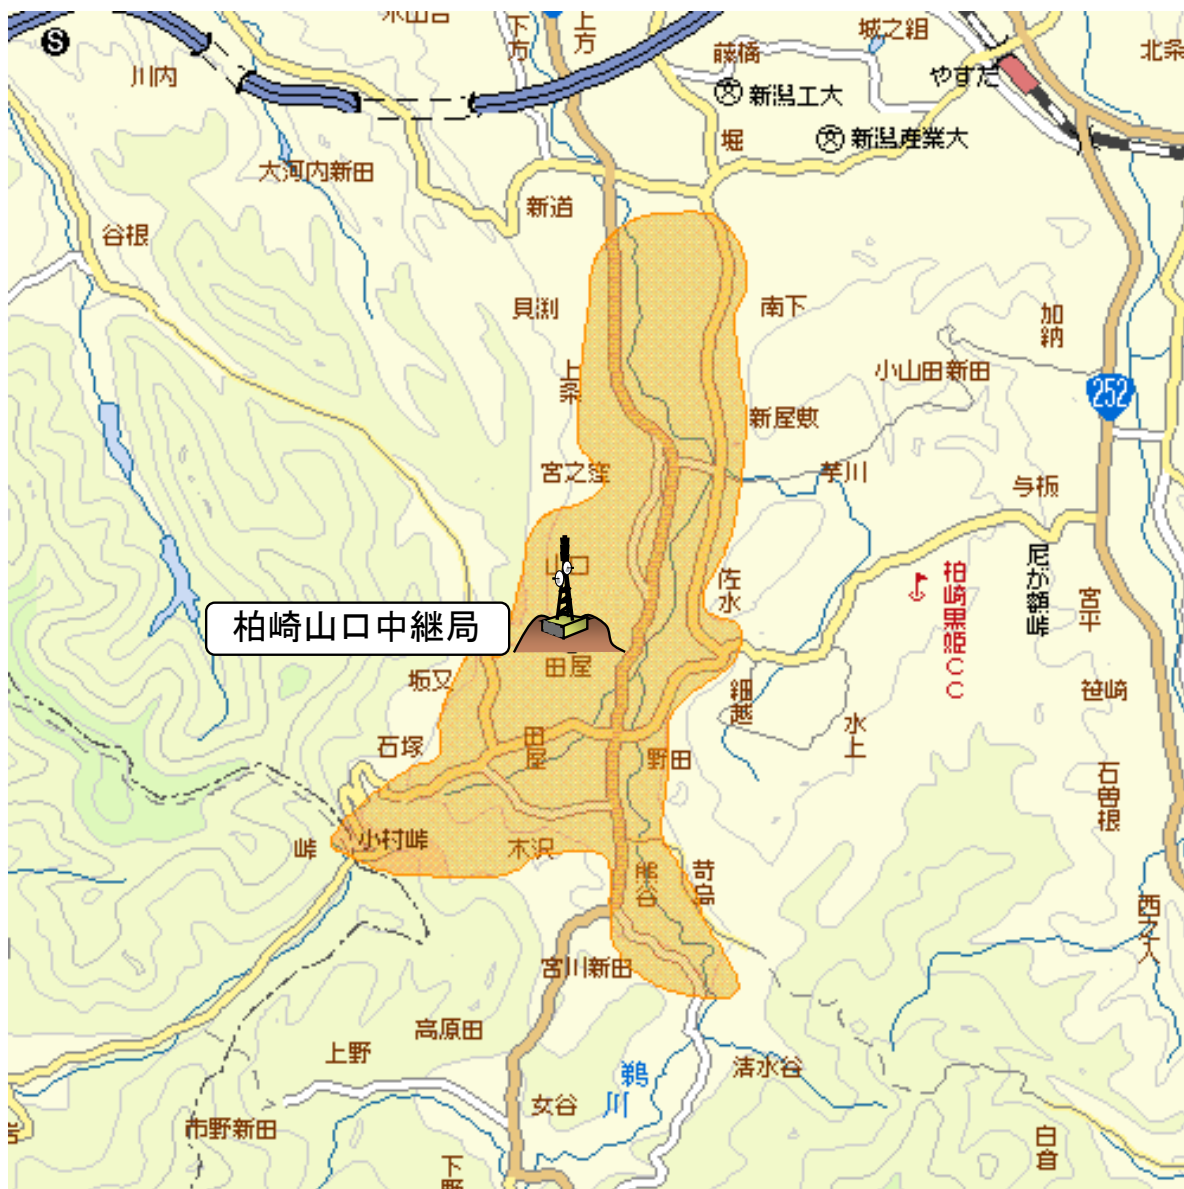 上方
下方
城之組
北条
藤橋
S
川内
やすだ
新潟工大
堀
新潟産業大
大河内新田
新道
谷根
貝渕
南下
加納
上条
小山田新田
252
新屋敷
宮之窪
芋川
与板
山口
佐水
柏崎黒姫CC
尼が額峠
宮平
柏崎山口中継局
田屋
坂又
細越
笹崎
水上
石塚
田屋
野田
石曽根
峠
小村峠
木沢
熊谷
苛島
宮川新田
高原田
上野
鵜川
清水谷
女谷
市野新田
白倉
下野